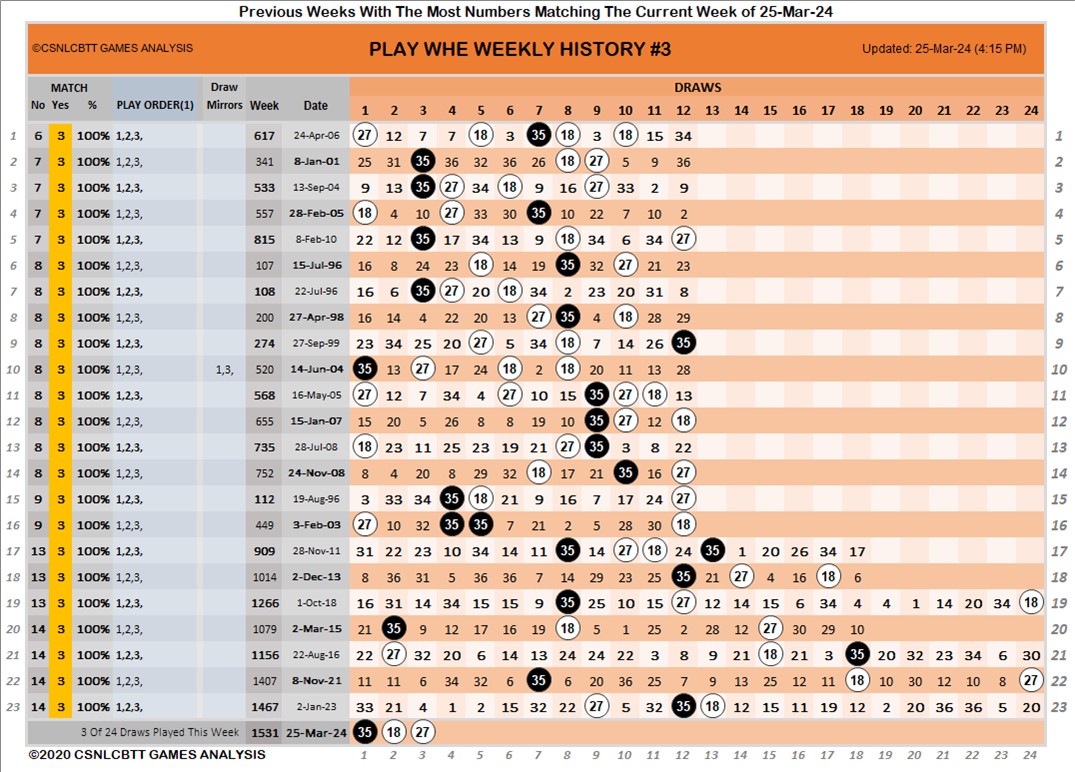 Previous Weeks With The Most Numbers Matching The Current Week of 25-Mar-24
©CSNLCBTT GAMES ANALYSIS PLAY WHE WEEKLY HISTORY #3 Updated: 25-Mar-24 (4:15 PM)
MATCH Draw DRAWS
No Yes % PLAY ORDER(1) Mirrors Week Date 1 2 3 4 5 6 7 8 9 10 11 12 13 14 15 16 17 18 19 20 21 22 23 24
1 6 3 100% 1,2,3, 617 24-Apr-06 27 12 7 7 18 3 35 18 3 18 15 34 1
2 7 3 100% 1,2,3, 341 8-Jan-01 25 31 35 36 32 36 26 18 27 5 9 36 2
3 7 3 100% 1,2,3, 533 13-Sep-04 9 13 35 27 34 18 9 16 27 33 2 9 3
4 7 3 100% 1,2,3, 557 28-Feb-05 18 4 10 27 33 30 35 10 22 7 10 2 4
5 7 3 100% 1,2,3, 815 8-Feb-10 22 12 35 17 34 13 9 18 34 6 34 27 5
6 8 3 100% 1,2,3, 107 15-Jul-96 16 8 24 23 18 14 19 35 32 27 21 23 6
7 8 3 100% 1,2,3, 108 22-Jul-96 16 6 35 27 20 18 34 2 23 20 31 8 7
8 8 3 100% 1,2,3, 200 27-Apr-98 16 14 4 22 20 13 27 35 4 18 28 29 8
9 8 3 100% 1,2,3, 274 27-Sep-99 23 34 25 20 27 5 34 18 7 14 26 35 9
10 8 3 100% 1,2,3, 1,3, 520 14-Jun-04 35 13 27 17 24 18 2 18 20 11 13 28 10
11 8 3 100% 1,2,3, 568 16-May-05 27 12 7 34 4 27 10 15 35 27 18 13 11
12 8 3 100% 1,2,3, 655 15-Jan-07 15 20 5 26 8 8 19 10 35 27 12 18 12
13 8 3 100% 1,2,3, 735 28-Jul-08 18 23 11 25 23 19 21 27 35 3 8 22 13
14 8 3 100% 1,2,3, 752 24-Nov-08 8 4 20 8 29 32 18 17 21 35 16 27 14
15 9 3 100% 1,2,3, 112 19-Aug-96 3 33 34 35 18 21 9 16 7 17 24 27 15
16 9 3 100% 1,2,3, 449 3-Feb-03 27 10 32 35 35 7 21 2 5 28 30 18 16
17 13 3 100% 1,2,3, 909 28-Nov-11 31 22 23 10 34 14 11 35 14 27 18 24 35 1 20 26 34 17 17
18 13 3 100% 1,2,3, 1014 2-Dec-13 8 36 31 5 36 36 7 14 29 23 25 35 21 27 4 16 18 6 18
19 13 3 100% 1,2,3, 1266 1-Oct-18 16 31 14 34 15 15 9 35 25 10 15 27 12 14 15 6 34 4 4 1 14 20 34 18 19
20 14 3 100% 1,2,3, 1079 2-Mar-15 21 35 9 12 17 16 19 18 5 1 25 2 28 12 27 30 29 10 20
21 14 3 100% 1,2,3, 1156 22-Aug-16 22 27 32 20 6 14 13 24 24 22 3 8 9 21 18 21 3 35 20 32 23 34 6 30 21
22 14 3 100% 1,2,3, 1407 8-Nov-21 11 11 6 34 32 6 35 6 20 36 25 7 9 13 25 12 11 18 10 30 12 10 8 27 22
23 14 3 100% 1,2,3, 1467 2-Jan-23 33 21 4 1 2 15 32 22 27 5 32 35 18 12 15 11 19 12 2 20 36 36 5 20 23
3 Of 24 Draws Played This Week 1531 25-Mar-24 35 18 27
©2020 CSNLCBTT GAMES ANALYSIS 1 2 3 4 5 6 7 8 9 10 11 12 13 14 15 16 17 18 19 20 21 22 23 24